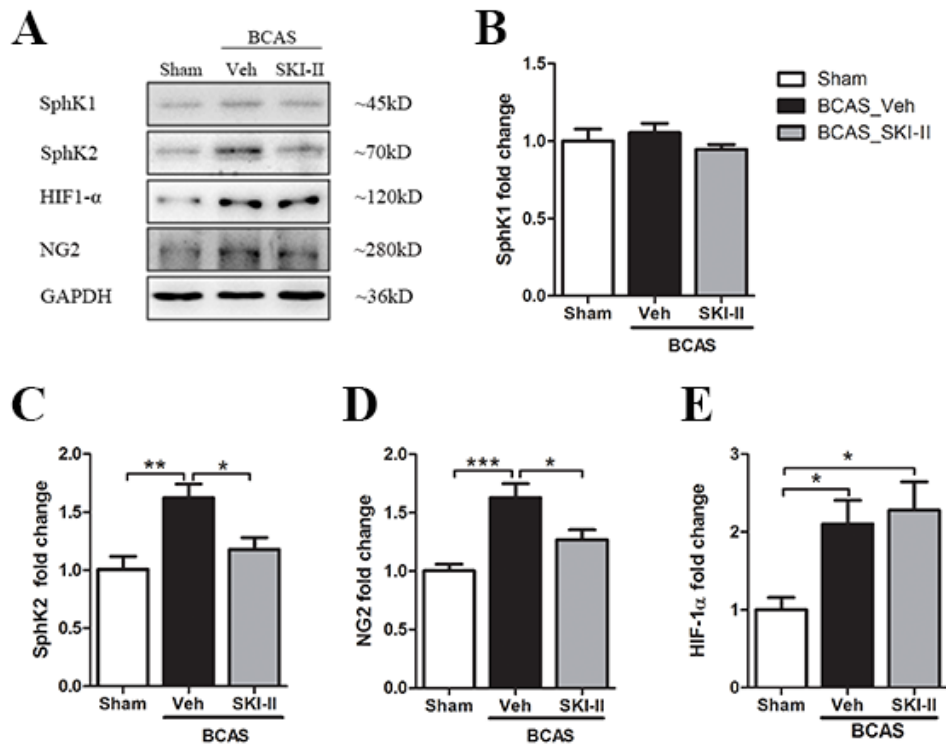 A
BCAS
Sham Veh SKI-II
SphK1 ~45kD
SphK2 ~70kD
HIF1-α ~120kD
NG2 ~280kD
GAPDH ~36kD
B
SphK1 fold change
1.5
1.0
0.5
0.0
Sham Veh SKI-II
BCAS
Sham
BCAS_Veh
BCAS_SKI-II
C
SphK2 fold change
2.0
1.5
1.0
0.5
0.0
** *
Sham Veh SKI-II
BCAS
D
NG2 fold change
2.0
1.5
1.0
0.5
0.0
*** *
Sham Veh SKI-II
BCAS
E
HIF-1α fold change
3
2
1
0
*
*
Sham Veh SKI-II
BCAS